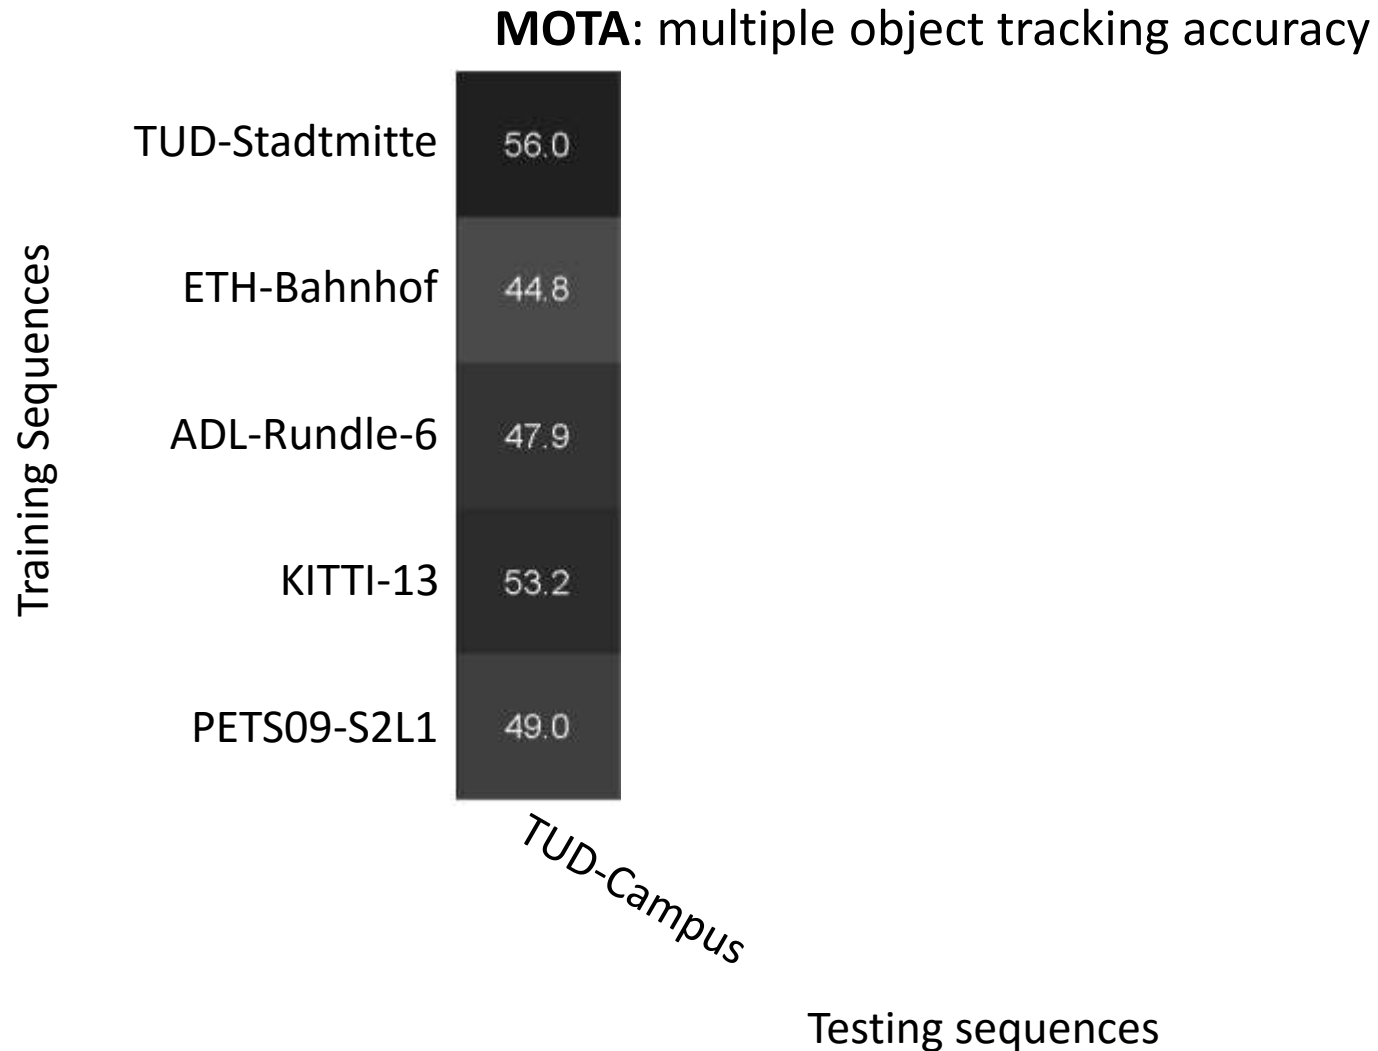 MOTA: multiple object tracking accuracy
Training Sequences
TUD-Stadtmitte 56.0
ETH-Bahnhof 44.8
ADL-Rundle-6 47.9
KITTI-13 53.2
PETS09-S2L1 49.0
TUD-Campus
Testing sequences